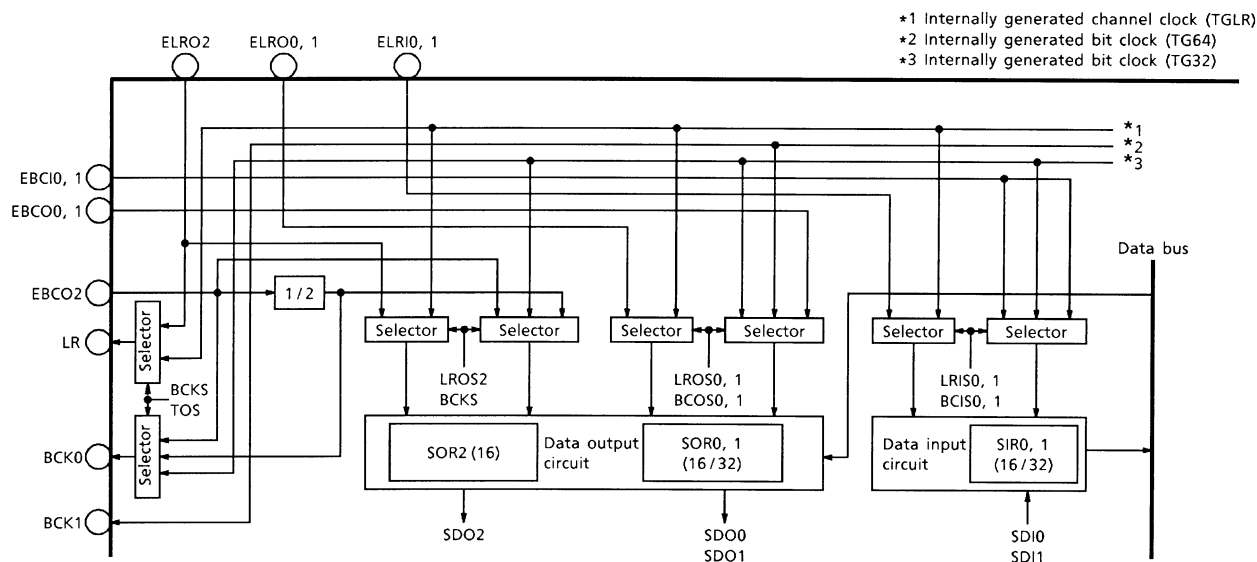 *1 Internally generated channel clock (TGLR)
*2 Internally generated bit clock (TG64)
*3 Internally generated bit clock (TG32)
ELRO2
ELRO0, 1
ELRI0, 1
*1
*2
*3
EBCI0, 1
EBCO0, 1
Data bus
EBCO2
1/2
LR
Selector
Selector
Selector
Selector
Selector
Selector
Selector
BCKS
TOS
LROS2
BCKS
LROS0, 1
BCOS0, 1
LRIS0, 1
BCIS0, 1
BCK0
Selector
SOR2 (16)
Data output
circuit
SOR0, 1
(16/32)
Data input
circuit
SIR0, 1
(16/32)
BCK1
SDO2
SDO0
SDO1
SDI0
SDI1